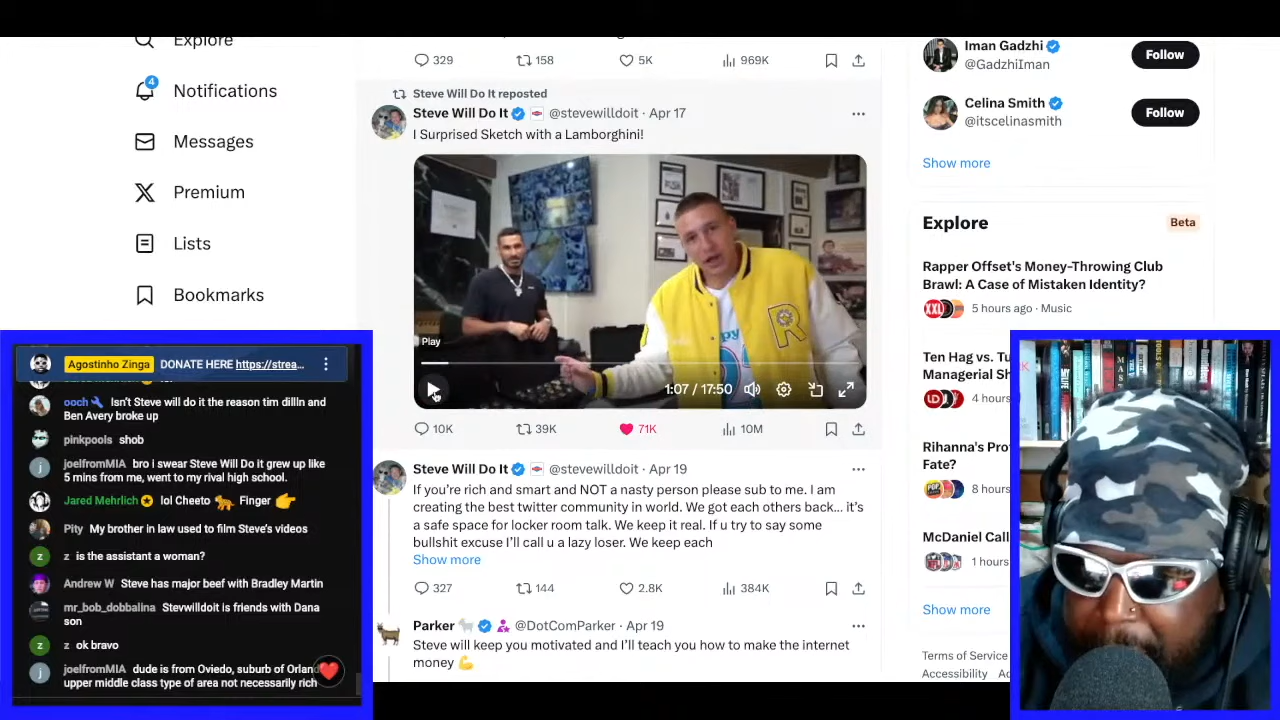 Explore
4
Notifications
Messages
Premium
Lists
Bookmarks
329
158
5K
969K
Steve Will Do It reposted
Steve Will Do It @stevewilldoit · Apr 17
I Surprised Sketch with a Lamborghini!
R
Play
1:07 / 17:50
10K
39K
71K
10M
Steve Will Do It @stevewilldoit · Apr 19
If you're rich and smart and NOT a nasty person please sub to me. I am
creating the best twitter community in world. We got each others back... it's
a safe space for locker room talk. We keep it real. If u try to say some
bullshit excuse I'll call u a lazy loser. We keep each
Show more
327
144
2.8K
384K
Parker @DotComParker · Apr 19
Steve will keep you motivated and I'll teach you how to make the internet
money
Iman Gadzhi
@GadzhiIman
Follow
Celina Smith
@itscelinasmith
Follow
Show more
Explore
Beta
Rapper Offset's Money-Throwing Club
Brawl: A Case of Mistaken Identity?
XXL
5 hours ago · Music
Ten Hag vs. Tu
Managerial Sh
4 hours
Rihanna's Pro
Fate?
8 hours
McDaniel Call
1 hours
Show more
Terms of Service
Accessibility
Agostinho Zinga DONATE HERE https://strea...
ooch Isn't Steve will do it the reason tim dillln and
Ben Avery broke up
pinkpools shob
joelfromMIA bro i swear Steve Will Do it grew up like
5 mins from me, went to my rival high school.
Jared Mehrlich lol Cheeto Finger
Pity My brother in law used to film Steve's videos
z is the assistant a woman?
Andrew W Steve has major beef with Bradley Martin
mr_bob_dobbalina Stevwilldoit is friends with Dana
son
z ok bravo
joelfromMIA dude is from Oviedo, suburb of Orland
upper middle class type of area not necessarily rich